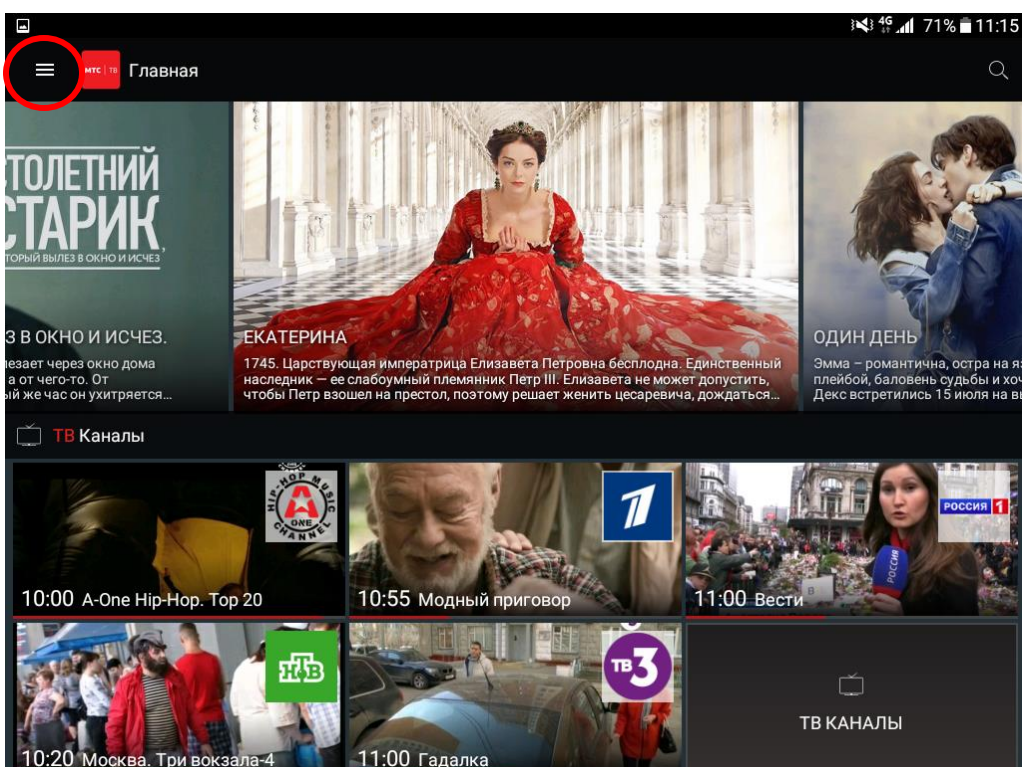 4G 71% 11:15
МТС | ТВ Главная
ТОЛЕТНИЙ
СТАРИК,
ТОРЫЙ ВЫЛЕЗ В ОКНО И ИСЧЕЗ
З В ОКНО И ИСЧЕЗ.
лезает через окно дома
а от чего-то. От
ый же час он ухитряется...
ЕКАТЕРИНА
1745. Царствующая императрица Елизавета Петровна бесплодна. Единственный
наследник — ее слабоумный племянник Петр III. Елизавета не может допустить,
чтобы Петр взошел на престол, поэтому решает женить цесаревича, дождаться...
ОДИН ДЕНЬ
Эмма – романтична, остра на яз
плейбой, баловень судьбы и хоч
Декс встретились 15 июля на вы
ТВ Каналы
HIP-HOP MUSIC
A
ONE
CHANNEL
10:00 A-One Hip-Hop. Top 20
1
10:55 Модный приговор
РОССИЯ 1
РОССИЯ
11:00 Вести
НТВ
10:20 Москва. Три вокзала-4
ТВ3
11:00 Гадалка
ТВ КАНАЛЫ